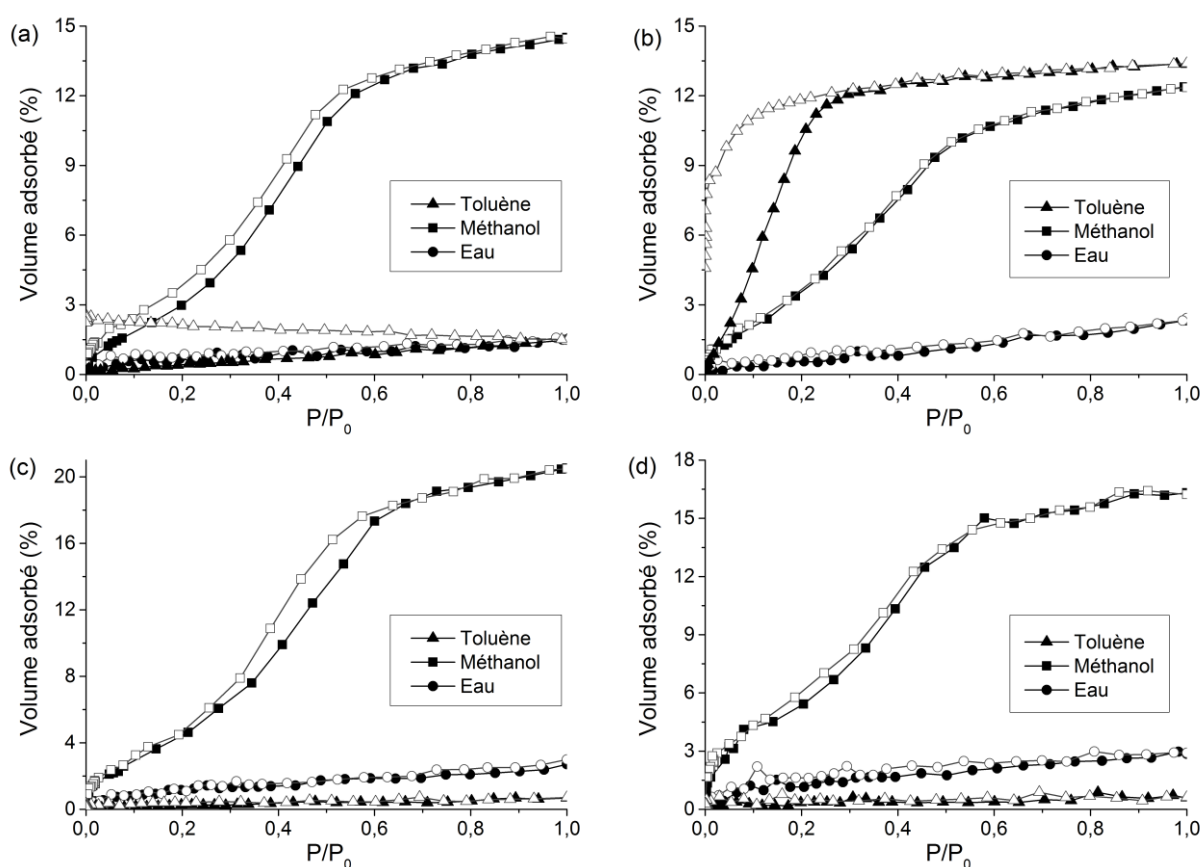 (a)
Volume adsorbé (%)
15
12
9
6
3
0
Toluène
Méthanol
Eau
0,0 0,2 0,4 0,6 0,8 1,0
P/P₀
(b)
Volume adsorbé (%)
15
12
9
6
3
0
Toluène
Méthanol
Eau
0,0 0,2 0,4 0,6 0,8 1,0
P/P₀
(c)
Volume adsorbé (%)
20
16
12
8
4
0
Toluène
Méthanol
Eau
0,0 0,2 0,4 0,6 0,8 1,0
P/P₀
(d)
Volume adsorbé (%)
18
15
12
9
6
3
0
Toluène
Méthanol
Eau
0,0 0,2 0,4 0,6 0,8 1,0
P/P₀